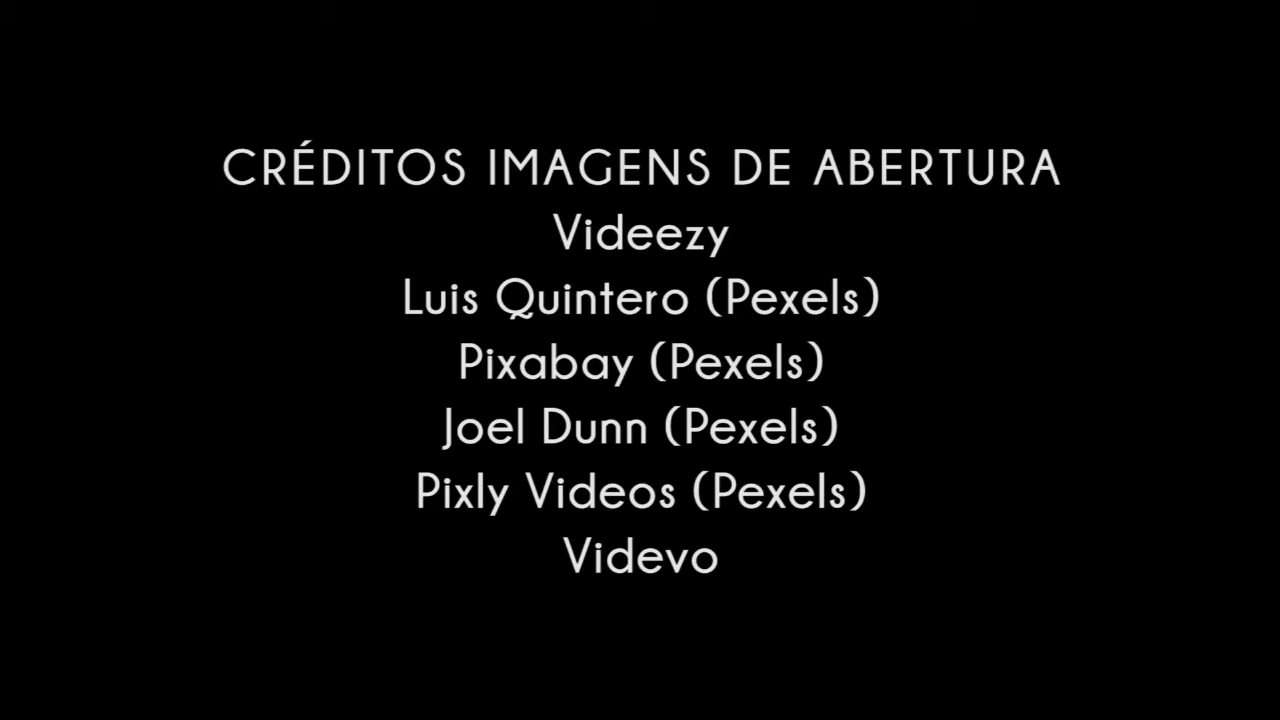 CRÉDITOS IMAGENS DE ABERTURA
Videezy
Luis Quintero (Pexels)
Pixabay (Pexels)
Joel Dunn (Pexels)
Pixly Videos (Pexels)
Videvo